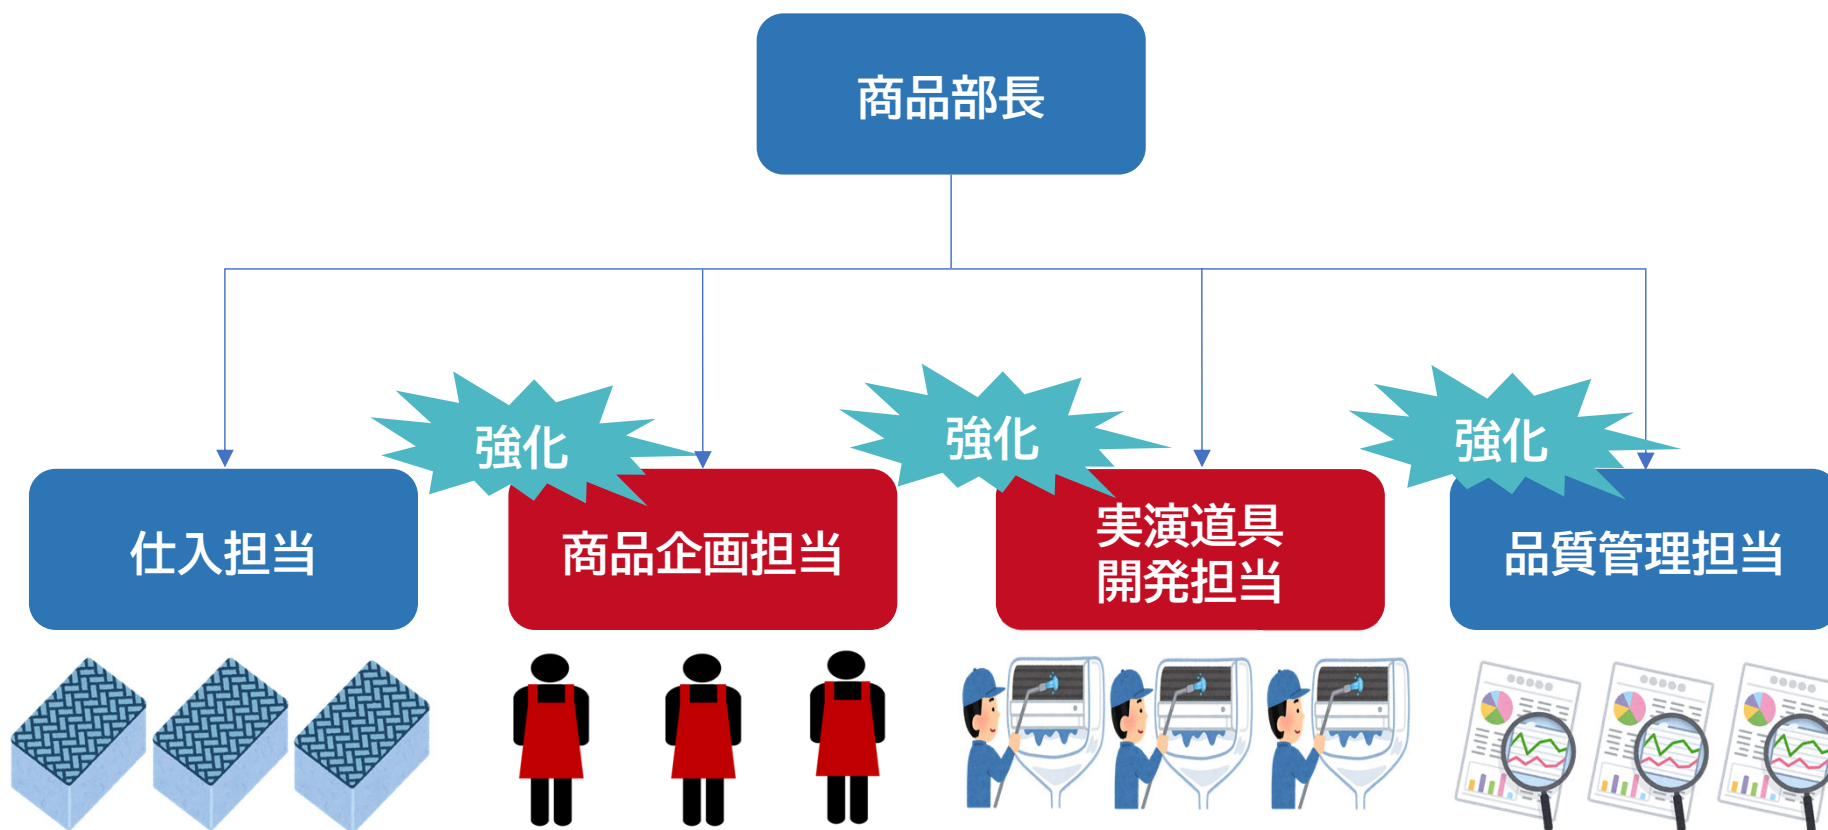 商品部長
強化
強化
強化
仕入担当
商品企画担当
実演道具
開発担当
品質管理担当